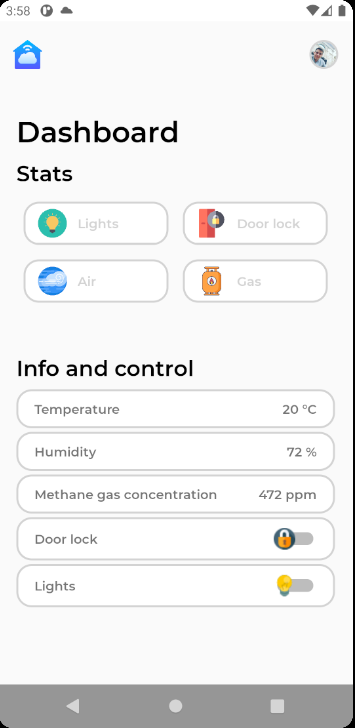 3:58
Dashboard
Stats
Lights
Door lock
Air
Gas
Info and control
Temperature 20 °C
Humidity 72 %
Methane gas concentration 472 ppm
Door lock
Lights